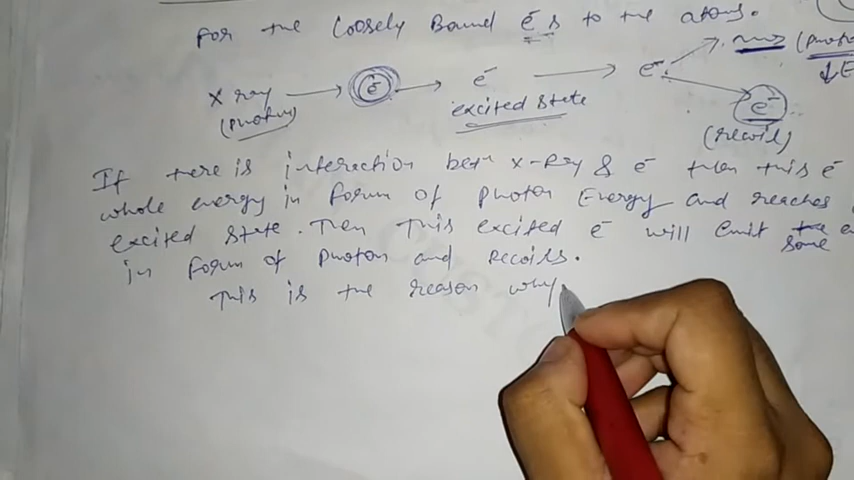 For the Loosely Bound e⁻s to the atoms.
X ray → e⁻ → e⁻ → e⁻ (photon)
(photon) excited state e⁻ ↓E
(recoil)
If there is interaction betn X-Ray & e⁻ then this e⁻
whole energy in form of photon Energy and reaches
excited state. Then this excited e⁻ will emit some
in form of photon and Recoils.
This is the reason why